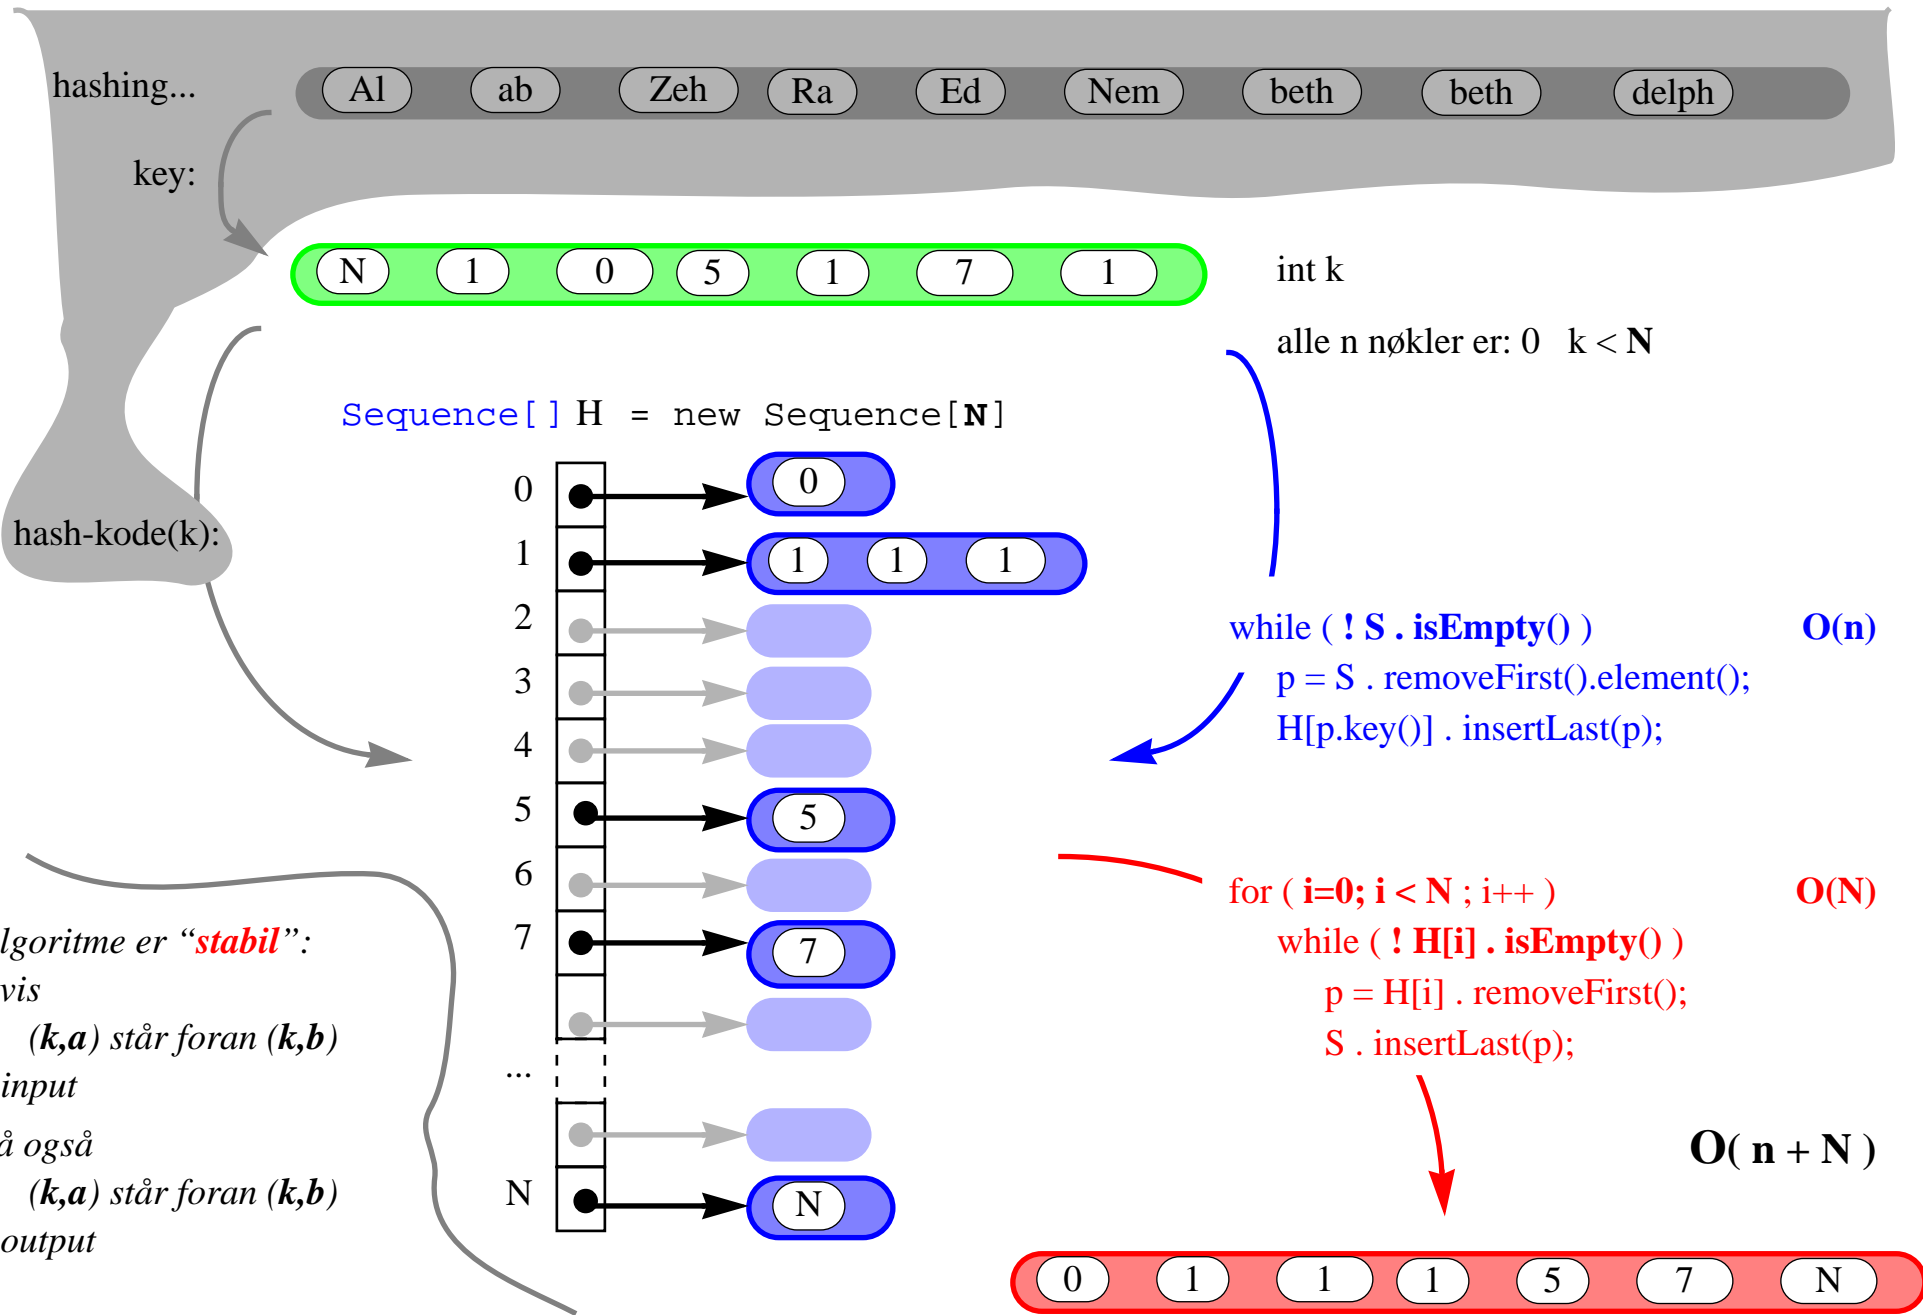 hashing... Al ab Zeh Ra Ed Nem beth beth delph
key:
N 1 0 5 1 7 1 int k
alle n nøkler er: 0 k < N
Sequence[] H = new Sequence[N]
0 0
hash-kode(k):
1 1 1 1
2
while ( ! S . isEmpty() ) O(n)
3
p = S . removeFirst().element();
4
H[p.key()] . insertLast(p);
5 5
6
for ( i=0; i < N ; i++ ) O(N)
7 7
while ( ! H[i] . isEmpty() )
p = H[i] . removeFirst();
S . insertLast(p);
...
N N
O( n + N )
0 1 1 1 5 7 N
lgoritme er “stabil”:
vis
(k,a) står foran (k,b)
input
å også
(k,a) står foran (k,b)
output